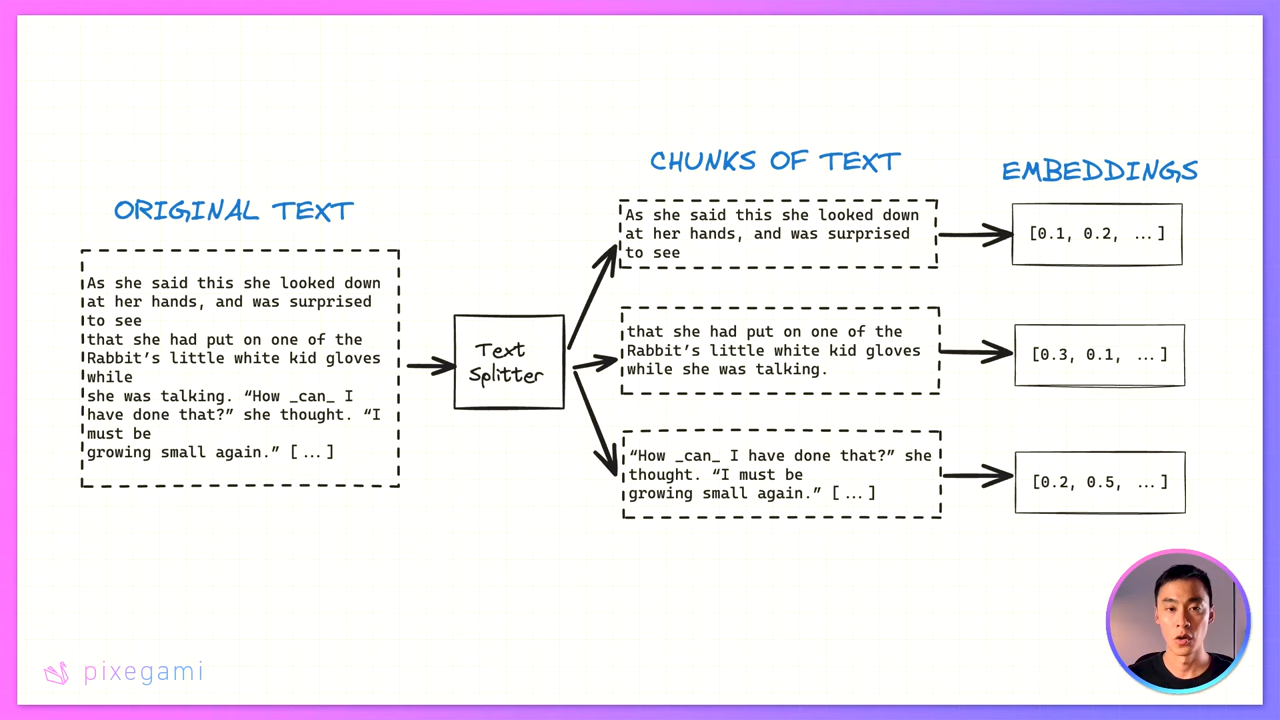 ORIGINAL TEXT
As she said this she looked down
at her hands, and was surprised
to see
that she had put on one of the
Rabbit’s little white kid gloves
while
she was talking. “How _can_ I
have done that?” she thought. “I
must be
growing small again.” [...]
Text
Splitter
CHUNKS OF TEXT
As she said this she looked down
at her hands, and was surprised
to see
that she had put on one of the
Rabbit’s little white kid gloves
while she was talking.
“How _can_ I have done that?” she
thought. “I must be
growing small again.” [...]
EMBEDDINGS
[0.1, 0.2, ...]
[0.3, 0.1, ...]
[0.2, 0.5, ...]
pixegami